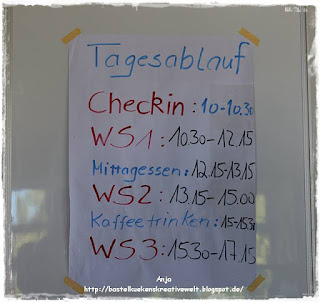 Tagesablauf
Checkin : 10-10.30
WS1 : 10.30-12.15
Mittagessen : 12.15-13.15
WS2 : 13.15-15.00
Kaffeetrinken : 15-15.30
WS3 : 15.30-17.15
Anja
http://bastelkuekenskreativewelt.blogspot.de/